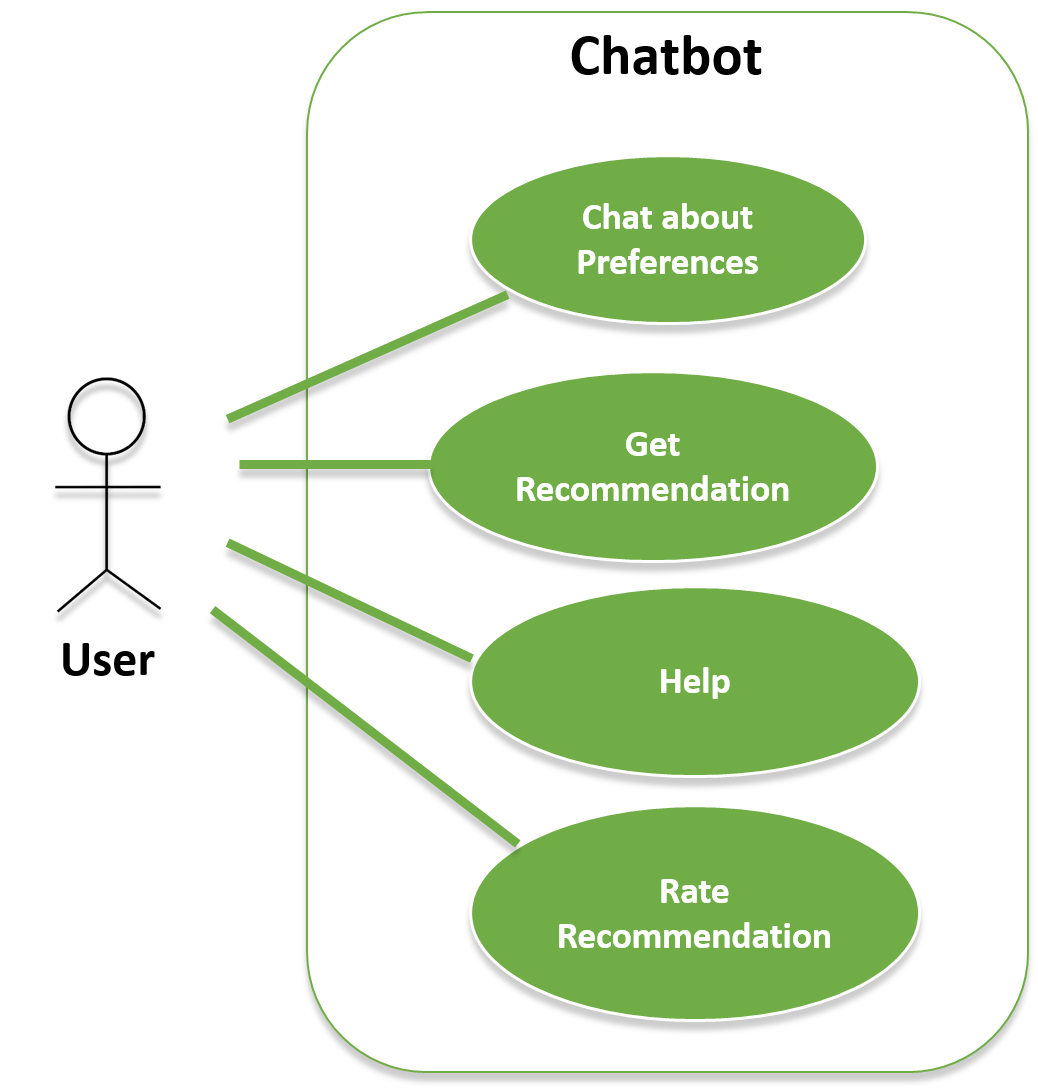 Chatbot
Chat about
Preferences
Get
Recommendation
Help
User
Rate
Recommendation